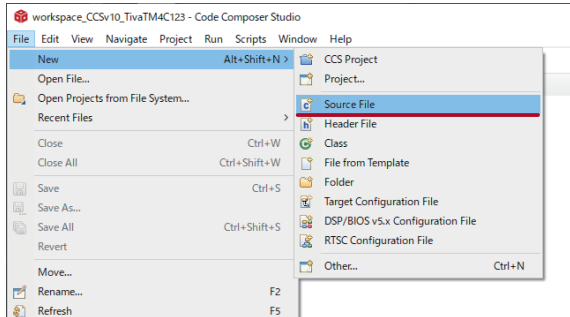 workspace_CCSv10_TivaTM4C123 - Code Composer Studio
File Edit View Navigate Project Run Scripts Window Help
New Alt+Shift+N >
Open File...
Open Projects from File System...
Recent Files >
Close Ctrl+W
Close All Ctrl+Shift+W
Save Ctrl+S
Save As...
Save All Ctrl+Shift+S
Revert
Move...
Rename... F2
Refresh F5
CCS Project
Project...
Source File
Header File
Class
File from Template
Folder
Target Configuration File
DSP/BIOS v5.x Configuration File
RTSC Configuration File
Other... Ctrl+N